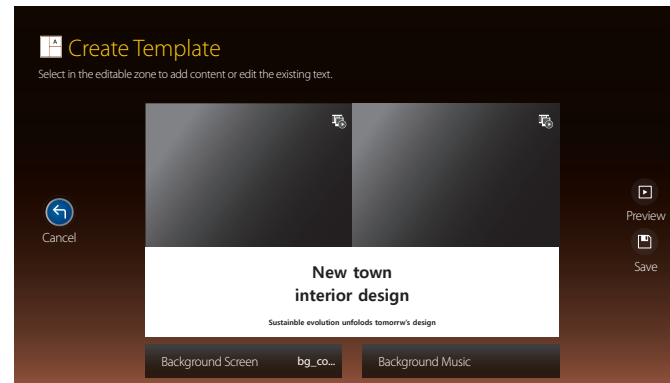 Create Template
Select in the editable zone to add content or edit the existing text.
Cancel
Preview
Save
New town
interior design
Sustainble evolution unfolods tomorrw's design
Background Screen bg_co...
Background Music